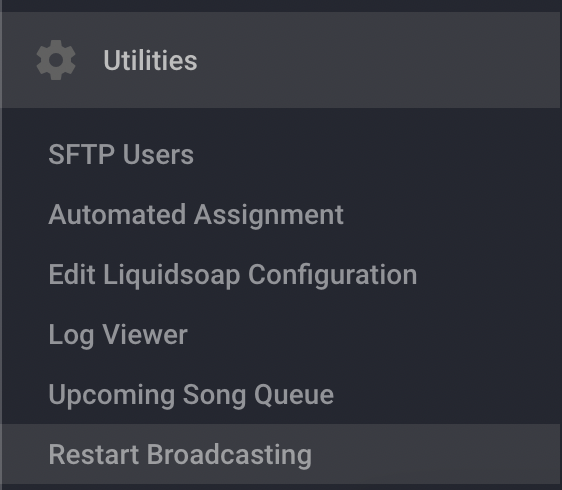 Utilities
SFTP Users
Automated Assignment
Edit Liquidsoap Configuration
Log Viewer
Upcoming Song Queue
Restart Broadcasting